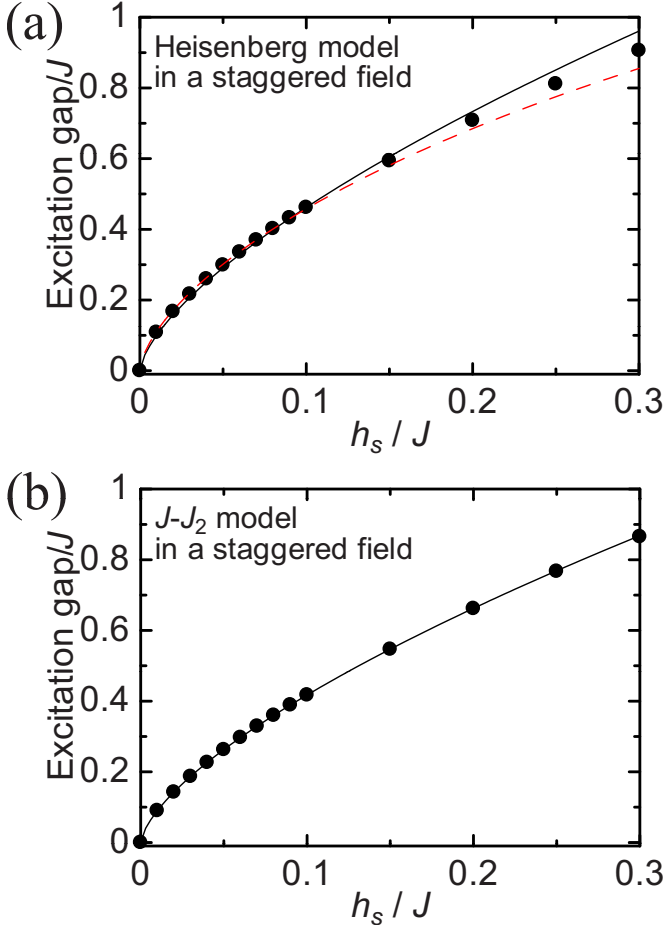 (a)
1
Heisenberg model
in a staggered field
0.8
0.6
0.4
0.2
0
Excitation gap/J
0
0.1
0.2
0.3
h_s / J
(b)
1
J-J_2 model
in a staggered field
0.8
0.6
0.4
0.2
0
Excitation gap/J
0
0.1
0.2
0.3
h_s / J